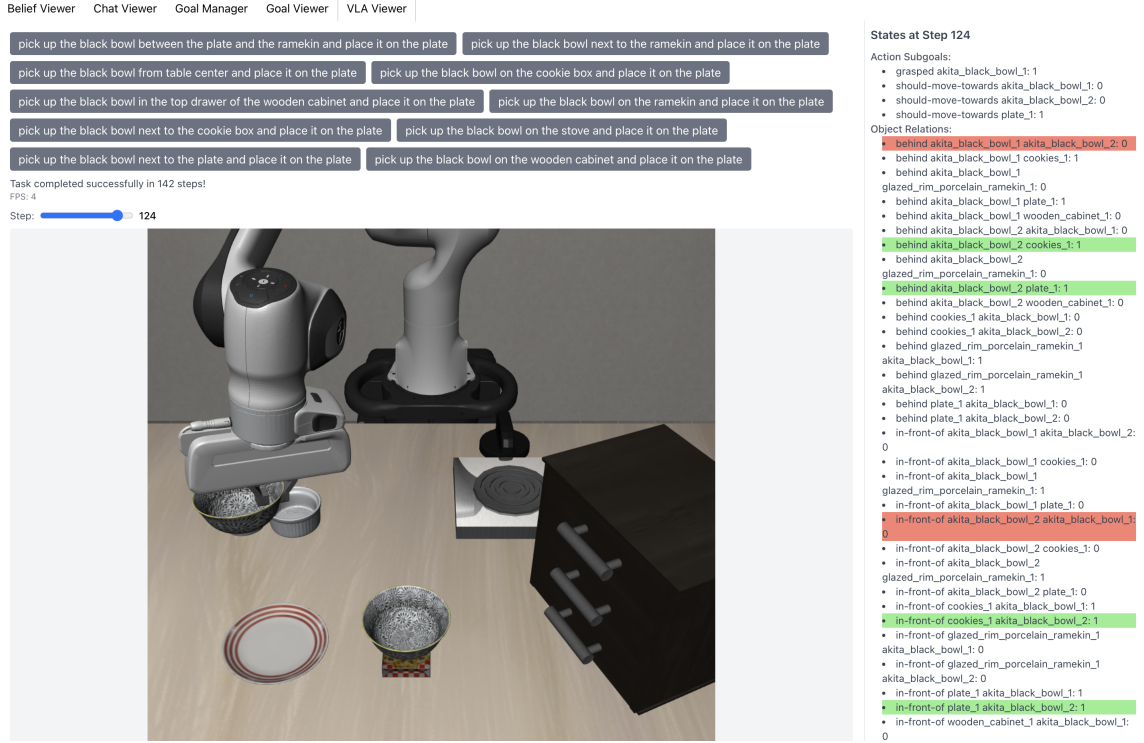 Belief Viewer Chat Viewer Goal Manager Goal Viewer VLA Viewer
pick up the black bowl between the plate and the ramekin and place it on the plate
pick up the black bowl next to the ramekin and place it on the plate
pick up the black bowl from table center and place it on the plate
pick up the black bowl on the cookie box and place it on the plate
pick up the black bowl in the top drawer of the wooden cabinet and place it on the plate
pick up the black bowl on the ramekin and place it on the plate
pick up the black bowl next to the cookie box and place it on the plate
pick up the black bowl on the stove and place it on the plate
pick up the black bowl next to the plate and place it on the plate
pick up the black bowl on the wooden cabinet and place it on the plate
Task completed successfully in 142 steps!
FPS: 4
Step: 124
States at Step 124
Action Subgoals:
grasped akita_black_bowl_1: 1
should-move-towards akita_black_bowl_1: 0
should-move-towards akita_black_bowl_2: 0
should-move-towards plate_1: 1
Object Relations:
behind akita_black_bowl_1 akita_black_bowl_2: 0
behind akita_black_bowl_1 cookies_1: 1
behind akita_black_bowl_1
glazed_rim_porcelain_ramekin_1: 0
behind akita_black_bowl_1 plate_1: 1
behind akita_black_bowl_1 wooden_cabinet_1: 0
behind akita_black_bowl_2 akita_black_bowl_1: 0
behind akita_black_bowl_2 cookies_1: 1
behind akita_black_bowl_2
glazed_rim_porcelain_ramekin_1: 0
behind akita_black_bowl_2 plate_1: 1
behind akita_black_bowl_2 wooden_cabinet_1: 0
behind cookies_1 akita_black_bowl_1: 0
behind cookies_1 akita_black_bowl_2: 0
behind glazed_rim_porcelain_ramekin_1
akita_black_bowl_1: 1
behind glazed_rim_porcelain_ramekin_1
akita_black_bowl_2: 1
behind plate_1 akita_black_bowl_1: 0
behind plate_1 akita_black_bowl_2: 0
in-front-of akita_black_bowl_1 akita_black_bowl_2:
0
in-front-of akita_black_bowl_1 cookies_1: 0
in-front-of akita_black_bowl_1
glazed_rim_porcelain_ramekin_1: 1
in-front-of akita_black_bowl_1 plate_1: 0
in-front-of akita_black_bowl_2 akita_black_bowl_1:
0
in-front-of akita_black_bowl_2 cookies_1: 0
in-front-of akita_black_bowl_2
glazed_rim_porcelain_ramekin_1: 1
in-front-of akita_black_bowl_2 plate_1: 0
in-front-of cookies_1 akita_black_bowl_1: 1
in-front-of cookies_1 akita_black_bowl_2: 1
in-front-of glazed_rim_porcelain_ramekin_1
akita_black_bowl_1: 0
in-front-of glazed_rim_porcelain_ramekin_1
akita_black_bowl_2: 0
in-front-of plate_1 akita_black_bowl_1: 1
in-front-of plate_1 akita_black_bowl_2: 1
in-front-of wooden_cabinet_1 akita_black_bowl_1:
0